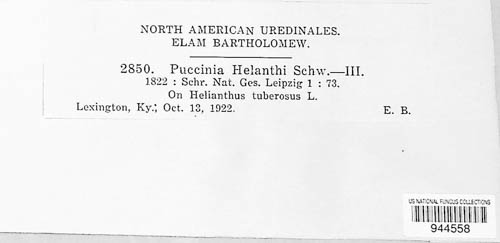 NORTH AMERICAN UREDINALES.
ELAM BARTHOLOMEW.
2850. Puccinia Helanthi Schw.—III.
1822 : Schr. Nat. Ges. Leipzig 1 : 73.
On Helianthus tuberosus L.
Lexington, Ky., Oct. 13, 1922. E. B.
US NATIONAL FUNGUS COLLECTIONS
944558